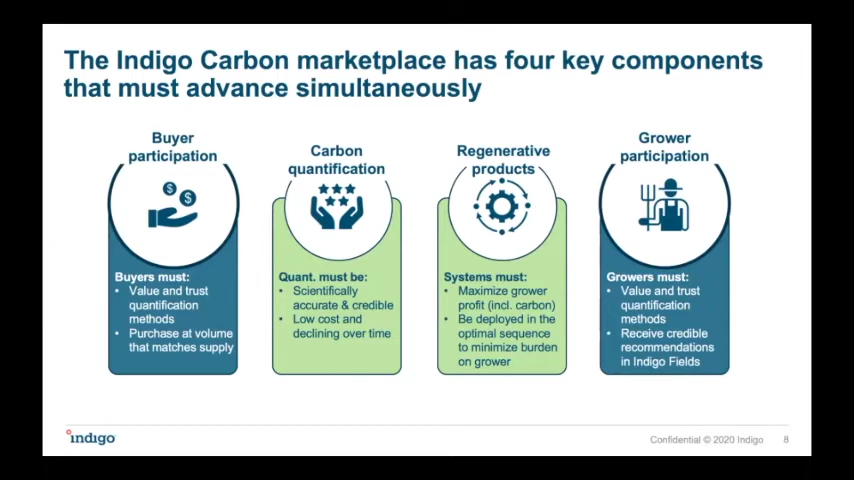 The Indigo Carbon marketplace has four key components
that must advance simultaneously
Buyer
participation
$
$
Buyers must:
• Value and trust
quantification
methods
• Purchase at volume
that matches supply
Carbon
quantification
Quant. must be:
• Scientifically
accurate & credible
• Low cost and
declining over time
Regenerative
products
Systems must:
• Maximize grower
profit (incl. carbon)
• Be deployed in the
optimal sequence
to minimize burden
on grower
Grower
participation
Growers must:
• Value and trust
quantification
methods
• Receive credible
recommendations
in Indigo Fields
indigo
Confidential © 2020 Indigo 8